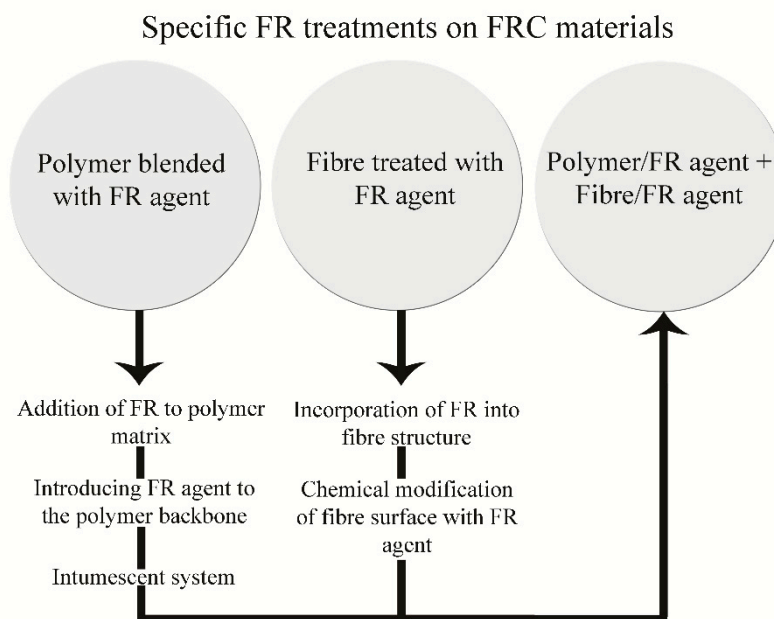 Specific FR treatments on FRC materials
Polymer blended
with FR agent
Fibre treated with
FR agent
Polymer/FR agent +
Fibre/FR agent
Addition of FR to polymer
matrix
Introducing FR agent to
the polymer backbone
Intumescent system
Incorporation of FR into
fibre structure
Chemical modification
of fibre surface with FR
agent